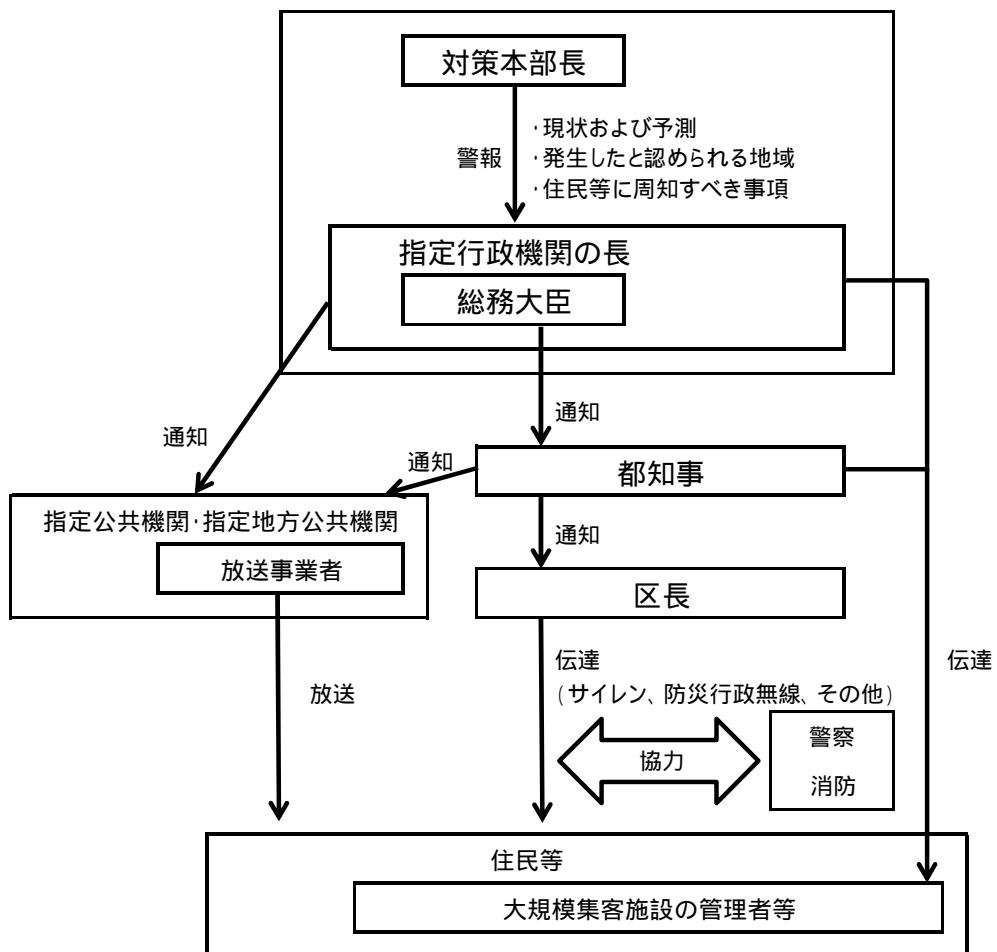 対策本部長
警報
･現状および予測
･発生したと認められる地域
･住民等に周知すべき事項
指定行政機関の長
総務大臣
通知
通知
通知
都知事
指定公共機関･指定地方公共機関
放送事業者
通知
区長
放送
伝達
(サイレン、防災行政無線、その他)
伝達
協力
警察
消防
住民等
大規模集客施設の管理者等